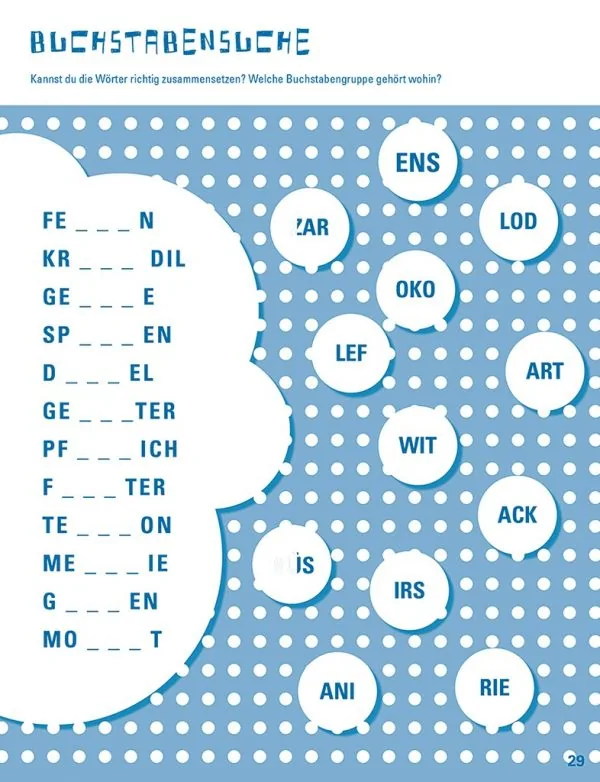 BUCHSTABENSUCHE
Kannst du die Wörter richtig zusammensetzen? Welche Buchstabengruppe gehört wohin?
FE _ _ _ N
KR _ _ _ DIL
GE _ _ _ E
SP _ _ _ EN
D _ _ _ EL
GE _ _ _TER
PF _ _ _ ICH
F _ _ _ TER
TE _ _ _ ON
ME _ _ _ IE
G _ _ _ EN
MO _ _ _ T
ENS
ZAR
LOD
OKO
LEF
ART
WIT
ACK
ÜS
IRS
ANI
RIE
29